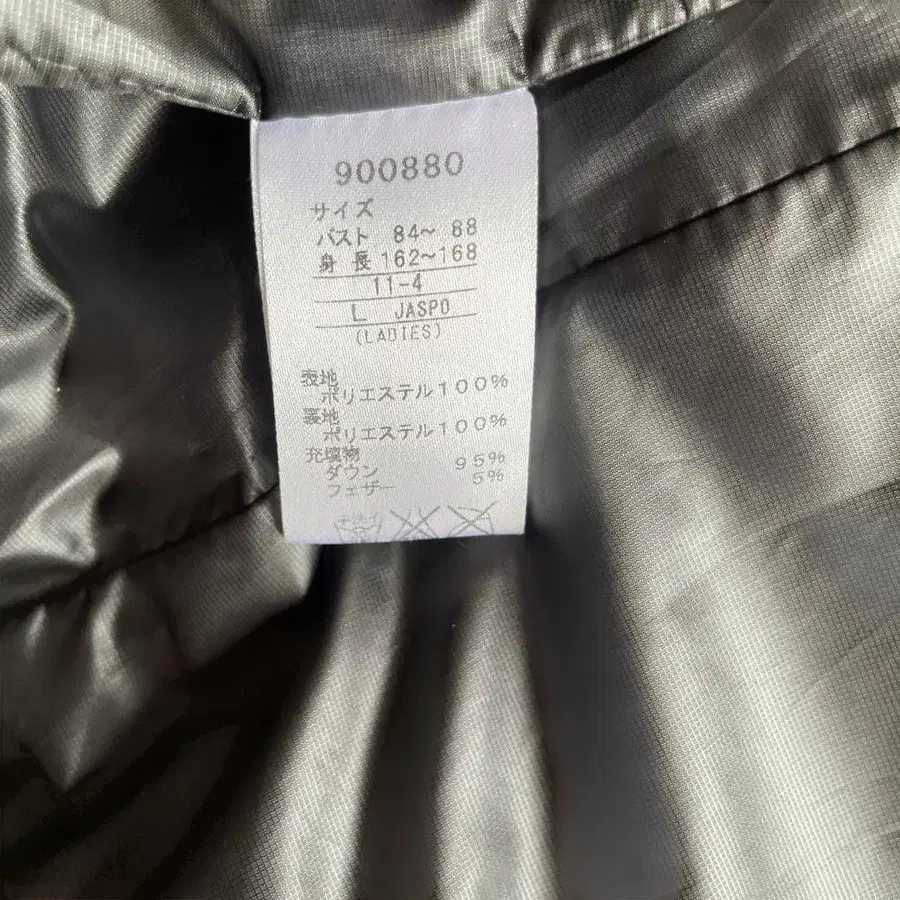 900880
サイズ
バスト 84～ 88
身 長 162～168
11-4
L JASPO
(LADIES)
表地
ポリエステル100%
裏地
ポリエステル100%
充填物
ダウン 95%
フェザー 5%